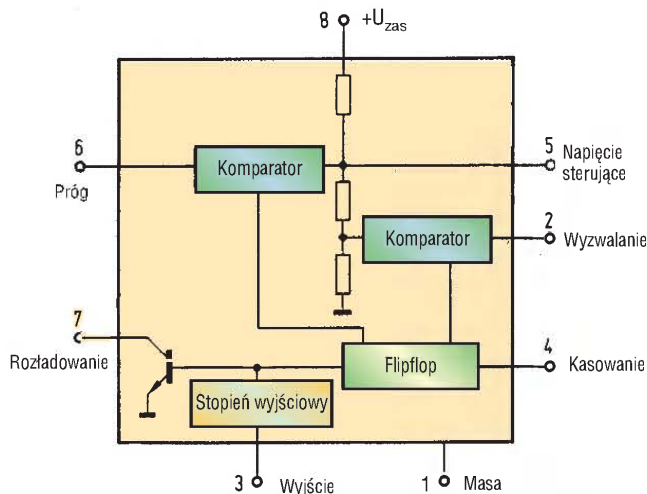 8 +Uzas
6
Próg
Komparator
5
Napięcie
sterujące
Komparator
2
Wyzwalanie
7
Rozładowanie
Flipflop
4
Kasowanie
Stopień wyjściowy
3 Wyjście
1 Masa